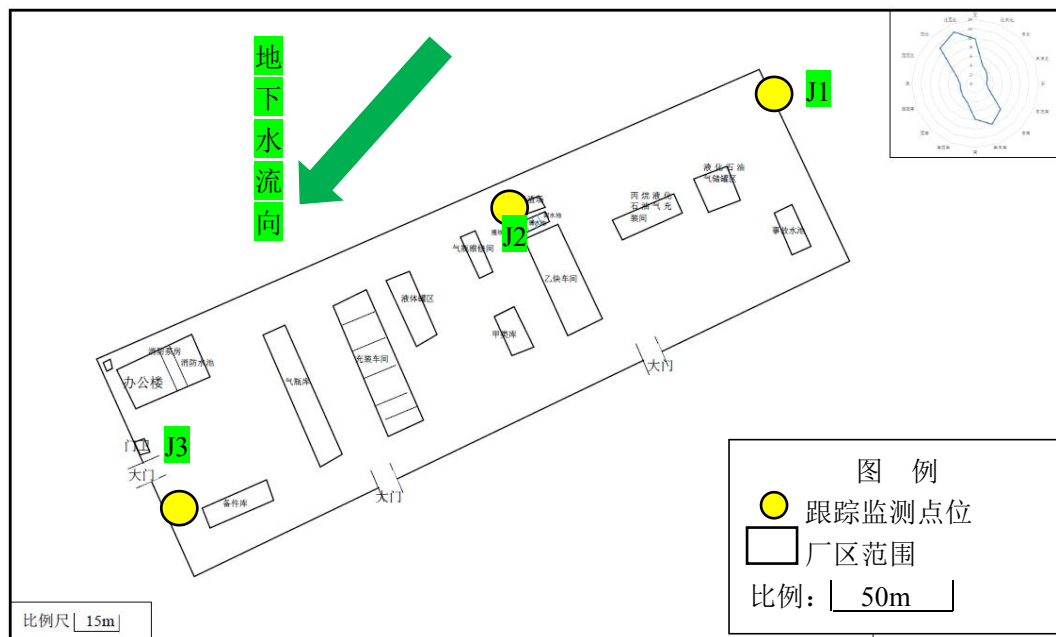 地
下
水
流
向
J1
J2
J3
液化石油
气储罐区
丙烷液化
石油气充
装间
事故水池
气瓶维检间
乙炔车间
液体罐区
甲类库
消防泵房
消防水池
办公楼
充装车间
气瓶库
门卫
大门
大门
大门
备件库
图 例
跟踪监测点位
厂区范围
比例：
50m
比例尺
15m